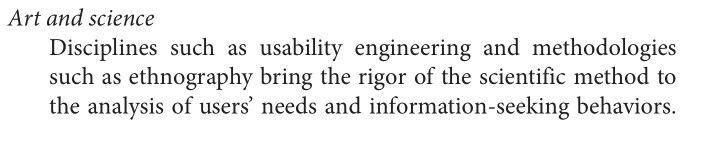 Art and science
Disciplines such as usability engineering and methodologies
such as ethnography bring the rigor of the scientific method to
the analysis of users’ needs and information-seeking behaviors.